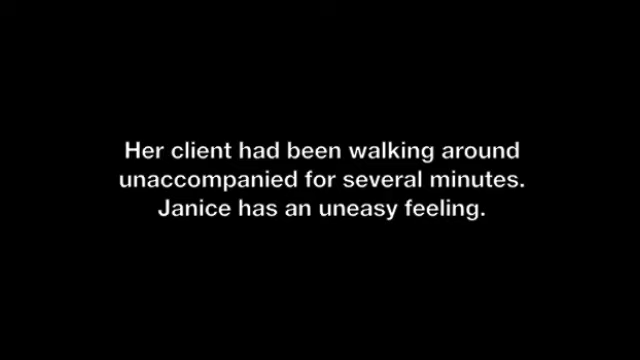 Her client had been walking around
unaccompanied for several minutes.
Janice has an uneasy feeling.